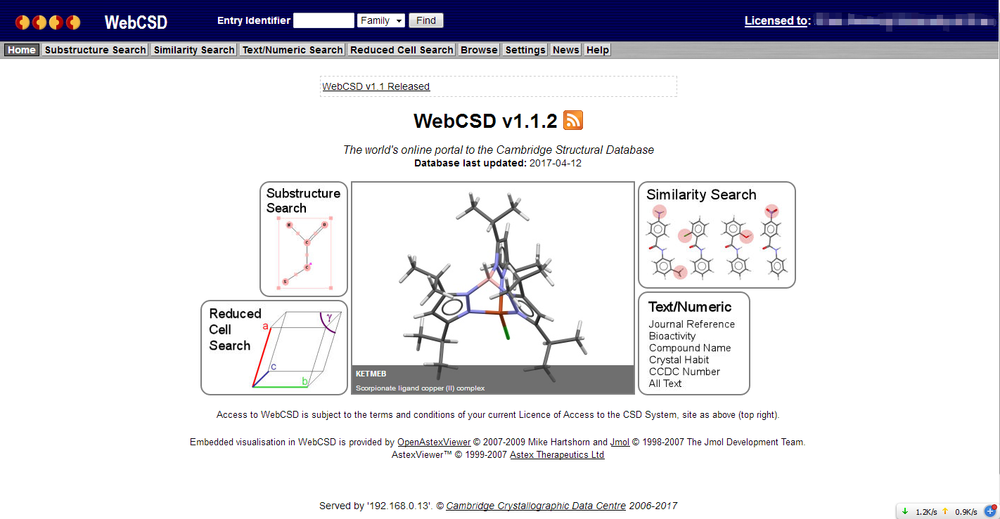 WebCSD
Entry Identifier Family Find
Licensed to:
Home Substructure Search Similarity Search Text/Numeric Search Reduced Cell Search Browse Settings News Help
WebCSD v1.1 Released
WebCSD v1.1.2
The world's online portal to the Cambridge Structural Database
Database last updated: 2017-04-12
Substructure
Search
N O
C
C a
S
Reduced
Cell
Search
a
γ
c
b
KETMEB
Scorpionate ligand copper (II) complex
Similarity Search
Text/Numeric
Journal Reference
Bioactivity
Compound Name
Crystal Habit
CCDC Number
All Text
Access to WebCSD is subject to the terms and conditions of your current Licence of Access to the CSD System, site as above (top right).
Embedded visualisation in WebCSD is provided by OpenAstexViewer © 2007-2009 Mike Hartshorn and Jmol © 1998-2007 The Jmol Development Team.
AstexViewer™ © 1999-2007 Astex Therapeutics Ltd
Served by '192.168.0.13'. © Cambridge Crystallographic Data Centre 2006-2017
1.2K/s 0.9K/s